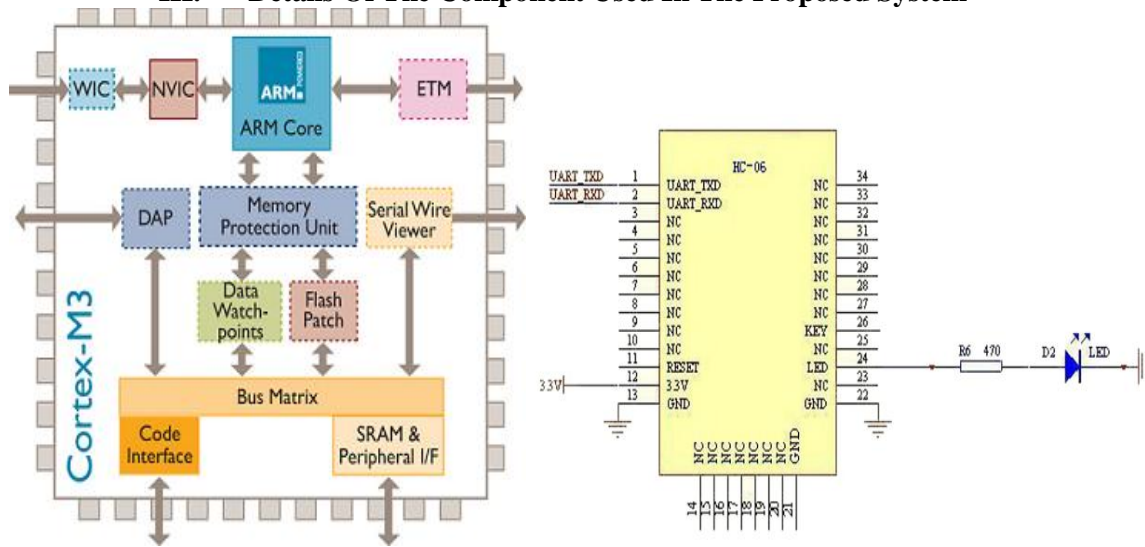 III. Details Of The Component Used In The Proposed System
WIC
NVIC
ARM
POWERED
ARM Core
ETM
DAP
Memory
Protection Unit
Serial Wire
Viewer
Data
Watch-
points
Flash
Patch
Bus Matrix
Code
Interface
SRAM &
Peripheral I/F
Cortex-M3
HC-06
UART_TXD 1 UART_TXD
UART_RXD 2 UART_RXD
3 NC
4 NC
5 NC
6 NC
7 NC
8 NC
9 NC
10 NC
11 RESET
3.3V 12 3.3V
13 GND
NC 34
NC 33
NC 32
NC 31
NC 30
NC 29
NC 28
NC 27
KEY 26
NC 25
LED 24
NC 23
GND 22
R6 470
D2 LED
NC NC NC NC NC NC NC GND
14 15 16 17 18 19 20 21